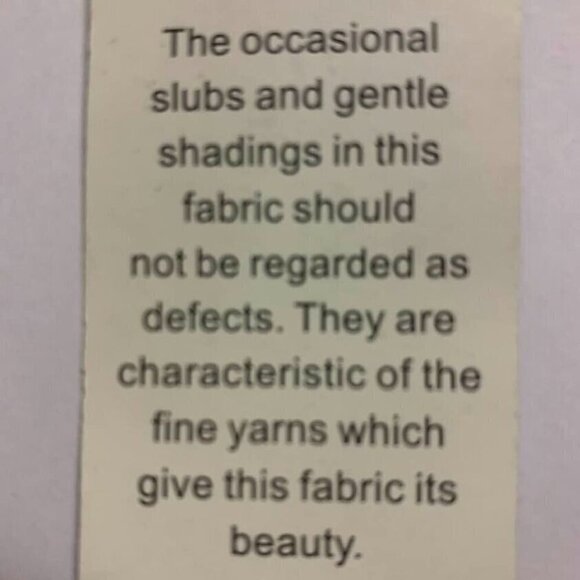 The occasional
slubs and gentle
shadings in this
fabric should
not be regarded as
defects. They are
characteristic of the
fine yarns which
give this fabric its
beauty.